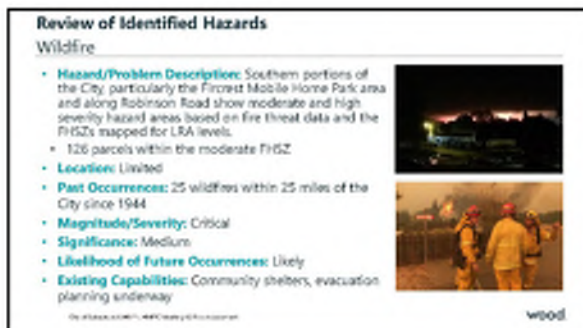 Review of Identified Hazards
Wildfire
• Hazard/Problem Description: Southern portions of
the City, particularly the Fircrest Mobile Home Park area
and along Robinson Road show moderate and high
severity hazard areas based on fire threat data and the
FHSZs mapped for LRA levels.
• 126 parcels within the moderate FHSZ
• Location: Limited
• Past Occurrences: 25 wildfires within 25 miles of the
City since 1944
• Magnitude/Severity: Critical
• Significance: Medium
• Likelihood of Future Occurrences: Likely
• Existing Capabilities: Community shelters, evacuation
planning underway
wood.